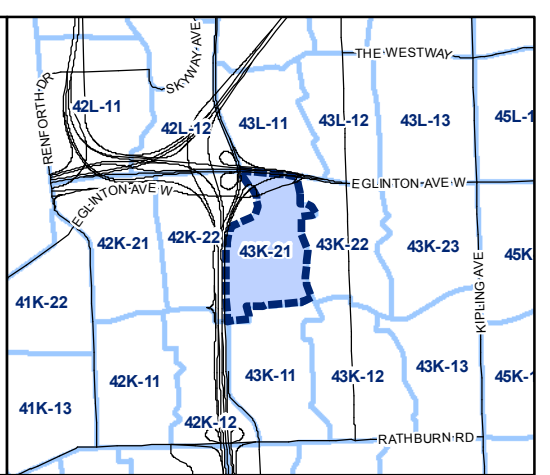 THE WESTWAY
SKYWAY AVE
RENFORTH DR
42L-11
42L-12
43L-11
43L-12
43L-13
45L-1
EGLINTON AVE W
EGLINTON AVE W
42K-21
42K-22
43K-21
43K-22
43K-23
45K
41K-22
KIPLING AVE
42K-11
43K-11
43K-12
43K-13
45K-1
41K-13
42K-12
RATHBURN RD